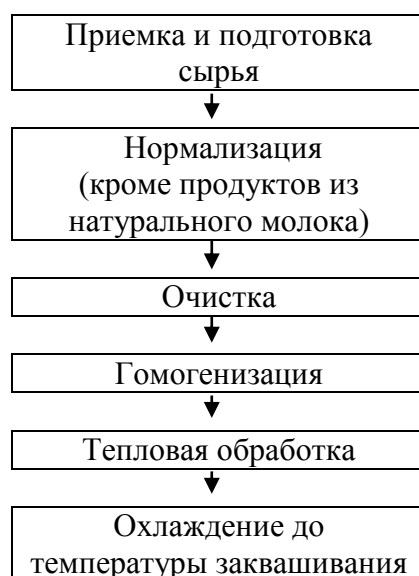 Приемка и подготовка
сырья
Нормализация
(кроме продуктов из
натурального молока)
Очистка
Гомогенизация
Тепловая обработка
Охлаждение до
температуры заквашивания